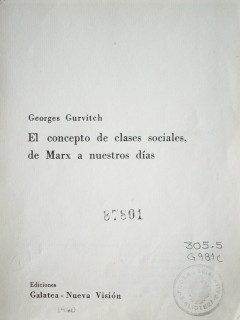 Georges Gurvitch
El concepto de clases sociales,
de Marx a nuestros días
87801
305.5
G981c
Ediciones
Galatea - Nueva Visión